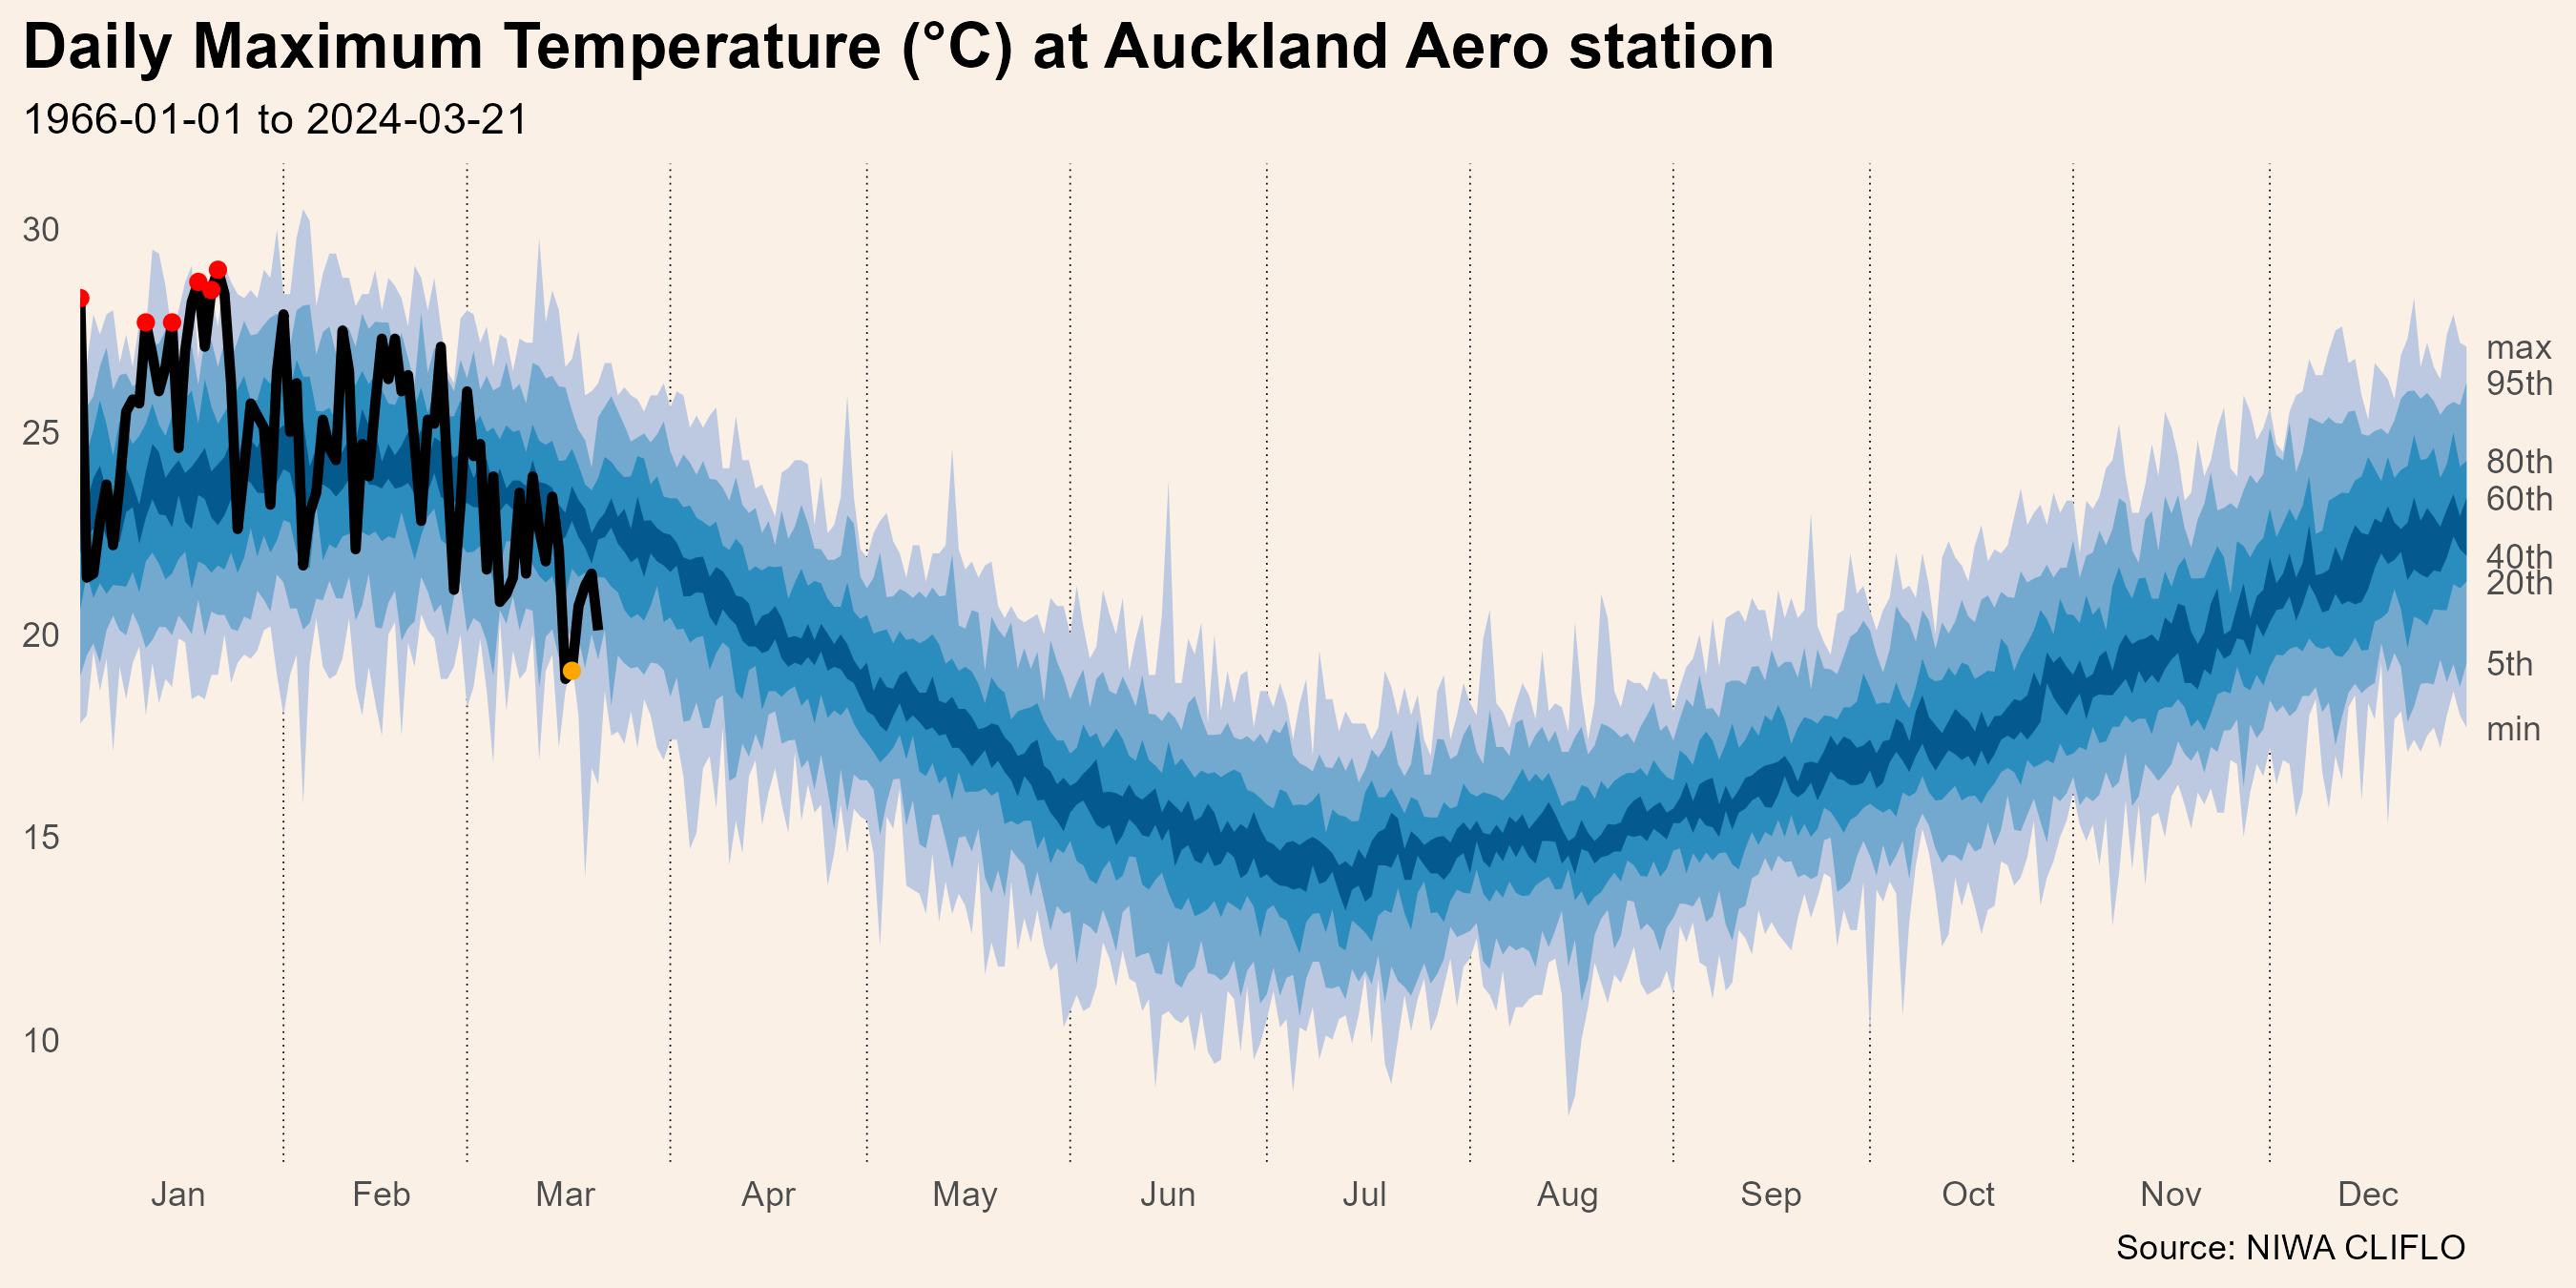 Daily Maximum Temperature (°C) at Auckland Aero station
1966-01-01 to 2024-03-21
30
25
20
15
10
max
95th
80th
60th
40th
20th
5th
min
Jan Feb Mar Apr May Jun Jul Aug Sep Oct Nov Dec
Source: NIWA CLIFLO